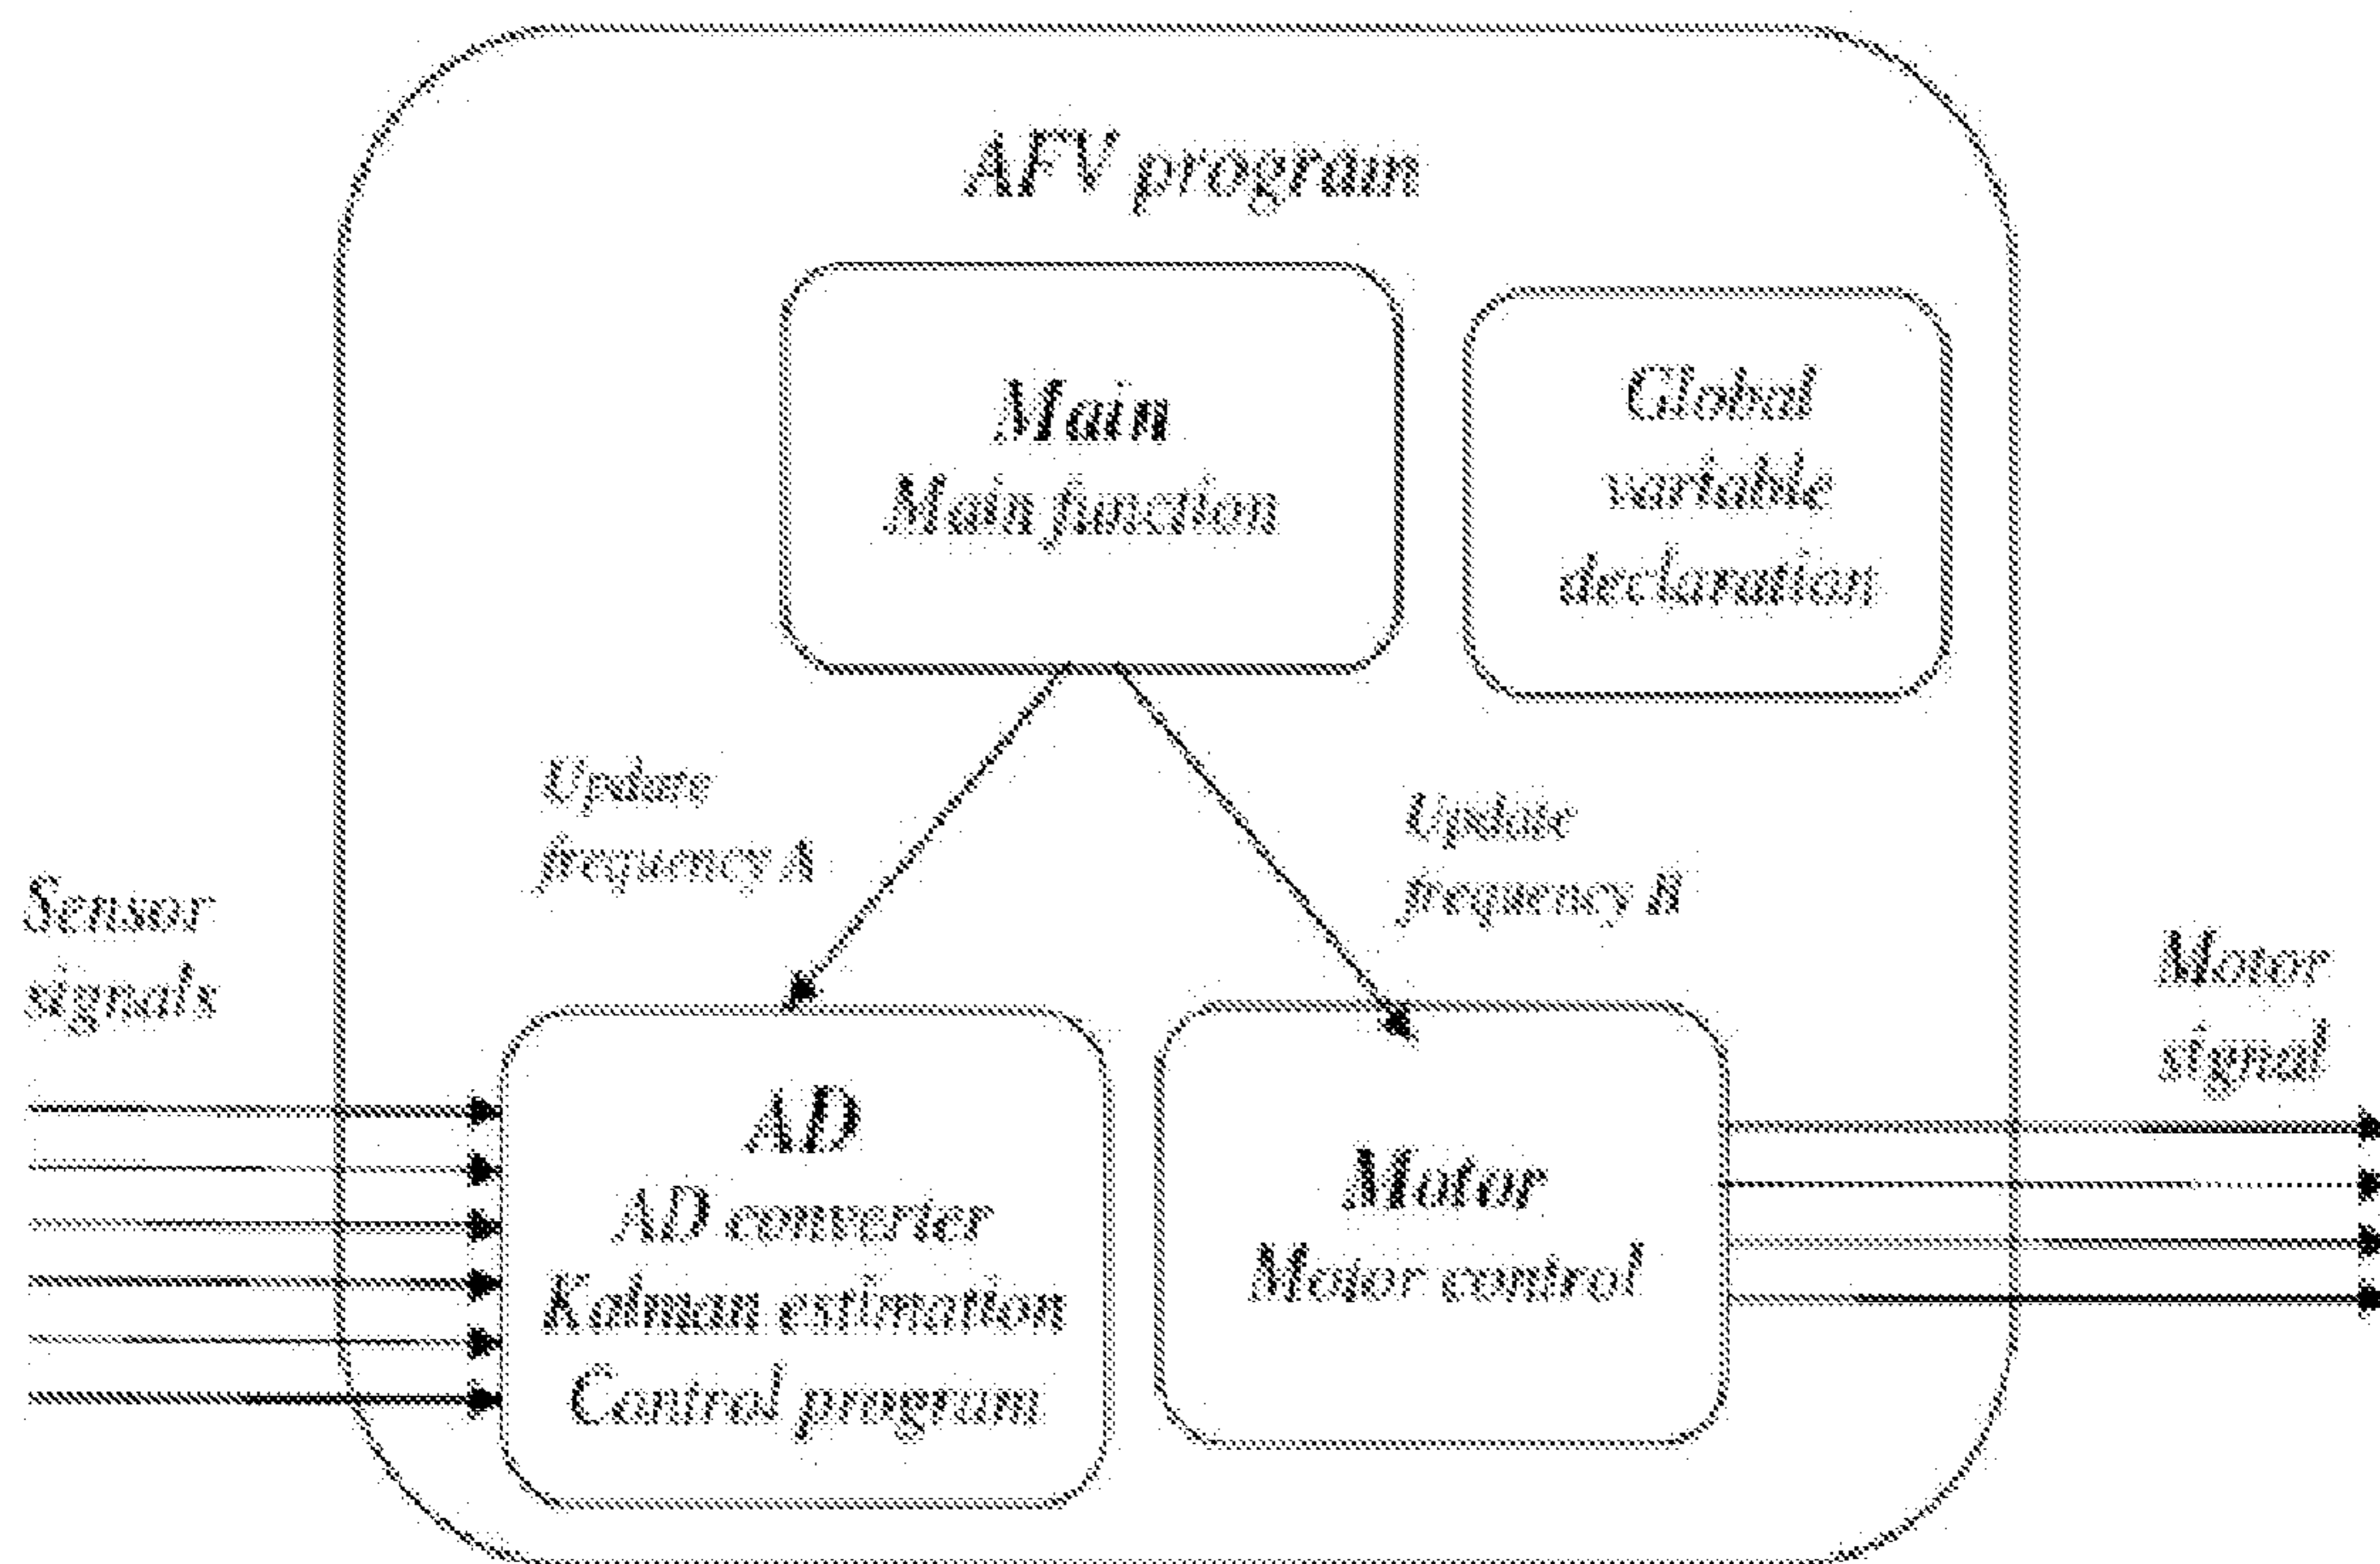 AFV program
Main
Main function
Global
variable
declaration
Update
frequency A
Update
frequency B
Sensor
signals
Motor
signal
AD
AD converter
Kalman estimation
Control program
Motor
Motor control